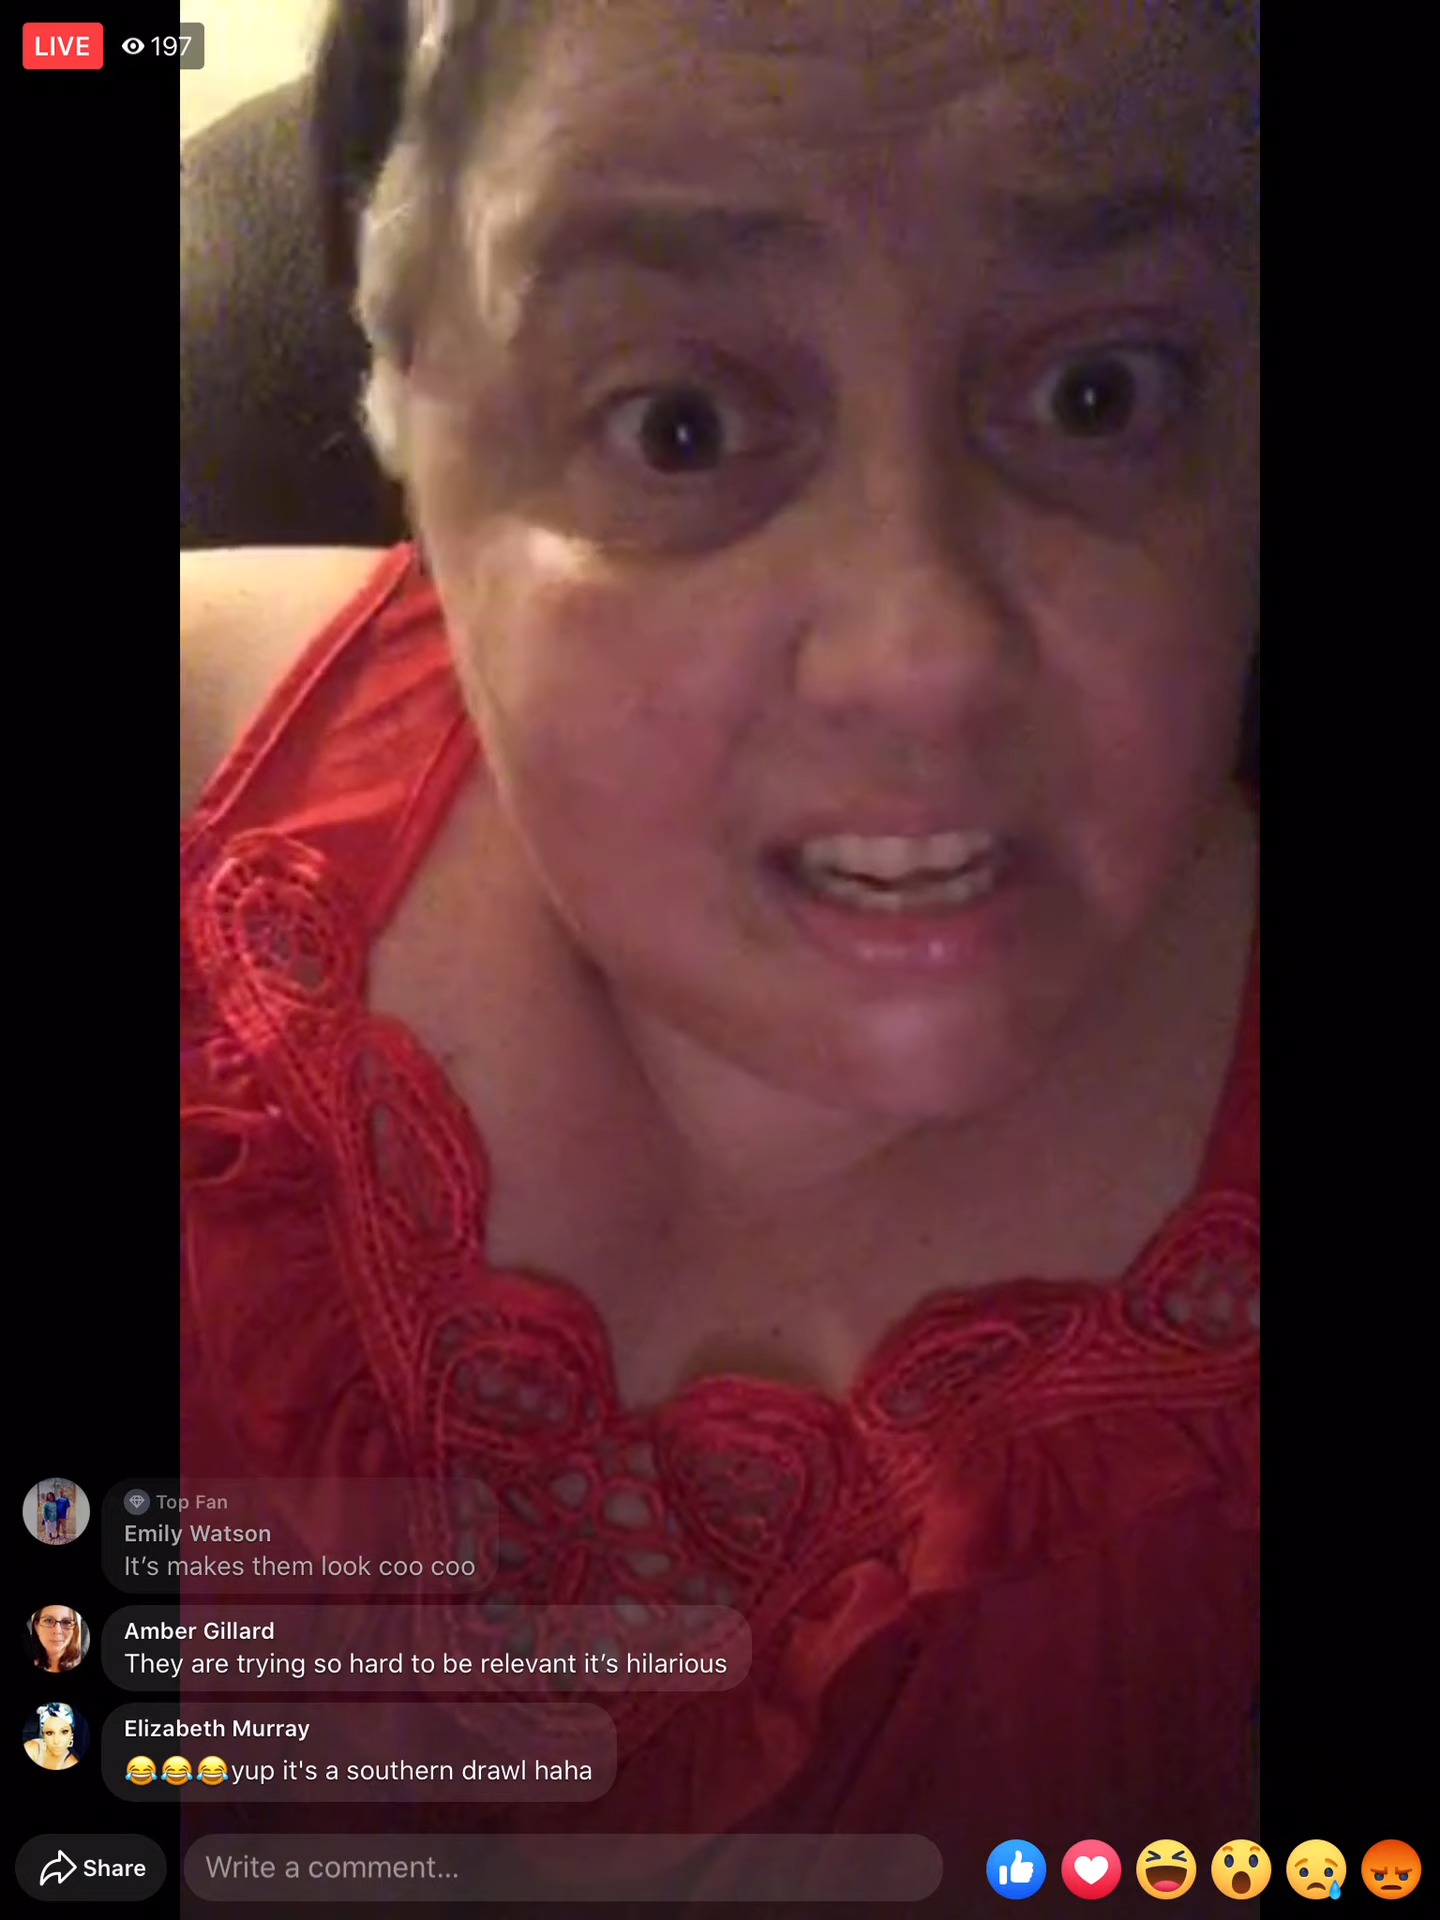 LIVE 197
Top Fan
Emily Watson
It’s makes them look coo coo
Amber Gillard
They are trying so hard to be relevant it’s hilarious
Elizabeth Murray
😂😂😂yup it's a southern drawl haha
Share Write a comment...